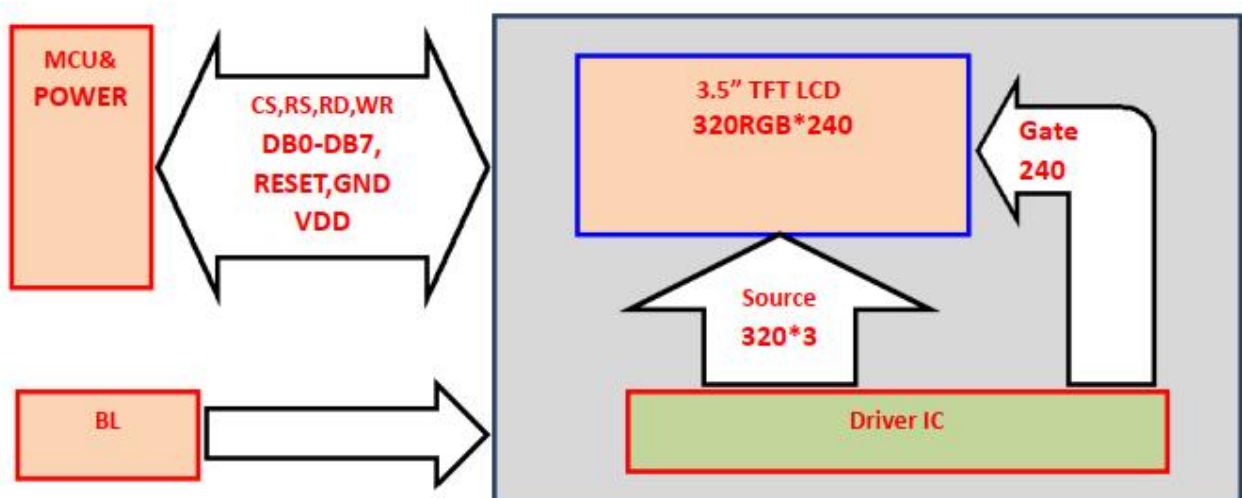 MCU&
POWER
CS,RS,RD,WR
DB0-DB7,
RESET,GND
VDD
3.5” TFT LCD
320RGB*240
Gate
240
Source
320*3
BL
Driver IC